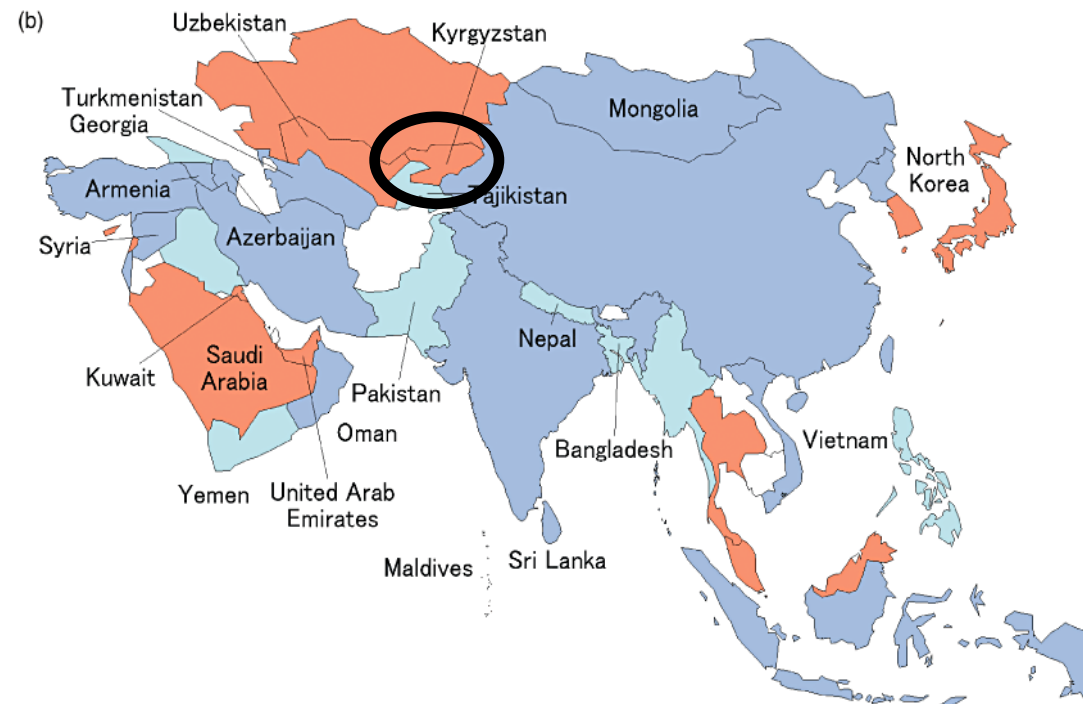 (b)
Uzbekistan
Kyrgyzstan
Turkmenistan
Georgia
Mongolia
North
Korea
Armenia
Tajikistan
Syria
Azerbaijan
Nepal
Kuwait
Saudi
Arabia
Pakistan
Oman
Bangladesh
Vietnam
Yemen
United Arab
Emirates
Maldives
Sri Lanka